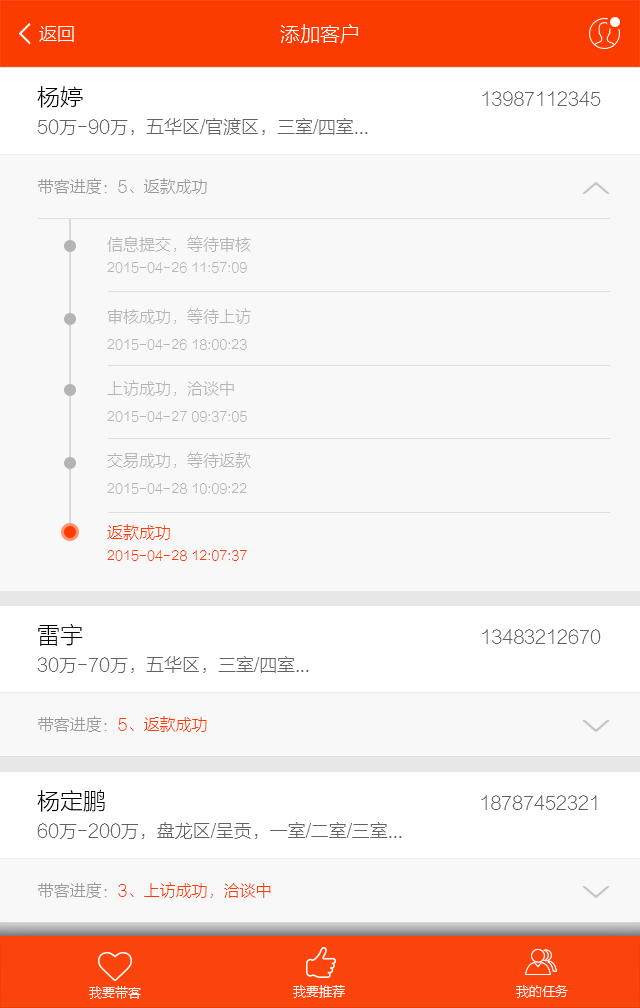 返回
添加客户
杨婷
13987112345
50万-90万，五华区/官渡区，三室/四室...
带客进度：5、返款成功
信息提交，等待审核
2015-04-26 11:57:09
审核成功，等待上访
2015-04-26 18:00:23
上访成功，洽谈中
2015-04-27 09:37:05
交易成功，等待返款
2015-04-28 10:09:22
返款成功
2015-04-28 12:07:37
雷宇
13483212670
30万-70万，五华区，三室/四室...
带客进度：5、返款成功
杨定鹏
18787452321
60万-200万，盘龙区/呈贡，一室/二室/三室...
带客进度：3、上访成功，洽谈中
我要带客
我要推荐
我的任务